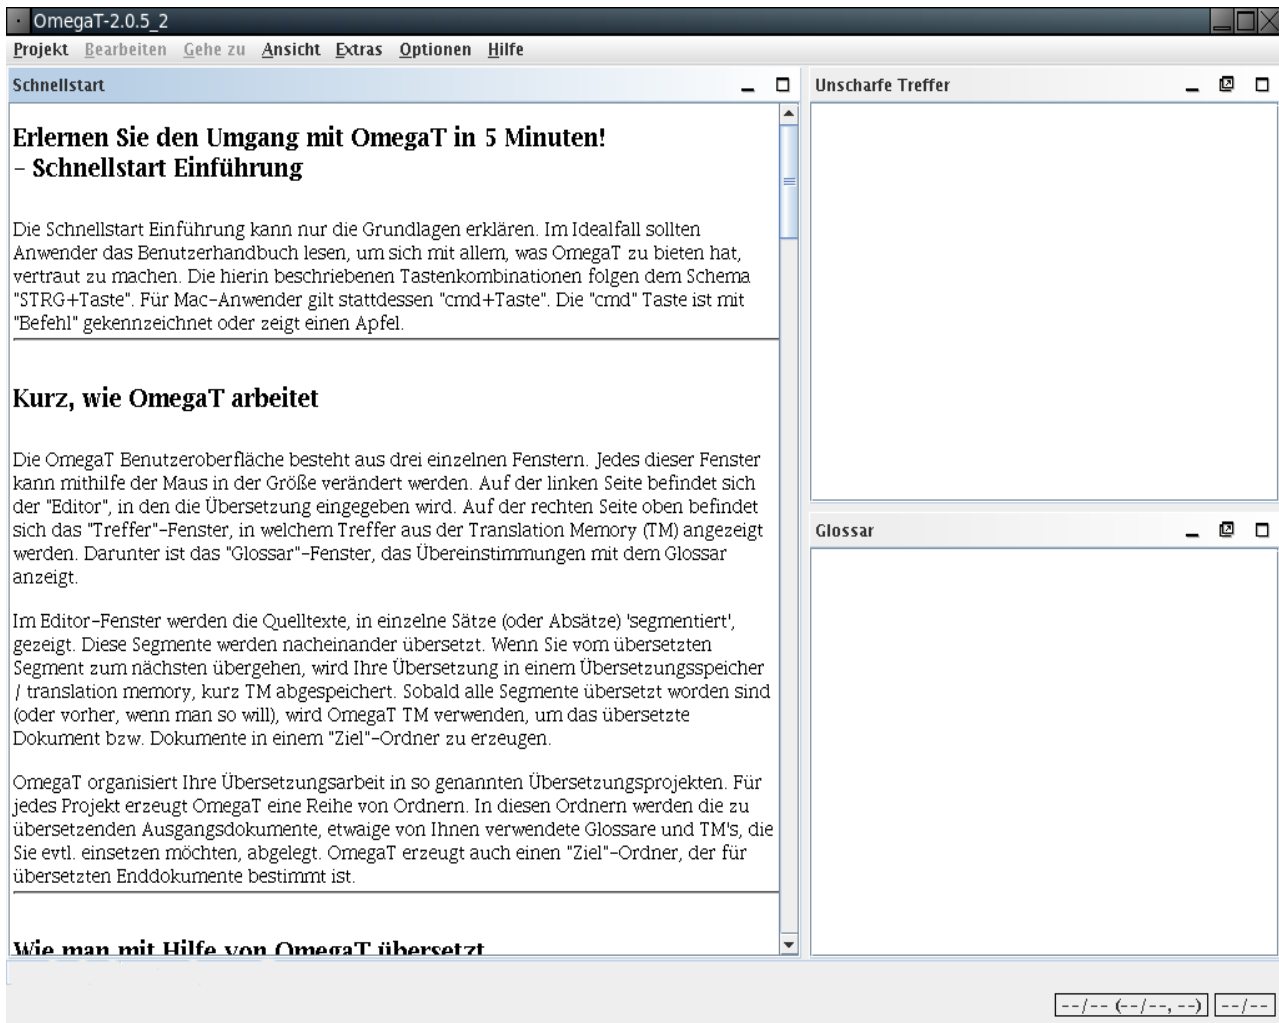 OmegaT-2.0.5_2
Projekt Bearbeiten Gehe zu Ansicht Extras Optionen Hilfe
Schnellstart
Erlernen Sie den Umgang mit OmegaT in 5 Minuten!
- Schnellstart Einführung
Die Schnellstart Einführung kann nur die Grundlagen erklären. Im Idealfall sollten
Anwender das Benutzerhandbuch lesen, um sich mit allem, was OmegaT zu bieten hat,
vertraut zu machen. Die hierin beschriebenen Tastenkombinationen folgen dem Schema
"STRG+Taste". Für Mac-Anwender gilt stattdessen "cmd+Taste". Die "cmd" Taste ist mit
"Befehl" gekennzeichnet oder zeigt einen Apfel.
Kurz, wie OmegaT arbeitet
Die OmegaT Benutzeroberfläche besteht aus drei einzelnen Fenstern. Jedes dieser Fenster
kann mithilfe der Maus in der Größe verändert werden. Auf der linken Seite befindet sich
der "Editor", in den die Übersetzung eingegeben wird. Auf der rechten Seite oben befindet
sich das "Treffer"-Fenster, in welchem Treffer aus der Translation Memory (TM) angezeigt
werden. Darunter ist das "Glossar"-Fenster, das Übereinstimmungen mit dem Glossar
anzeigt.
Im Editor-Fenster werden die Quelltexte, in einzelne Sätze (oder Absätze) 'segmentiert',
gezeigt. Diese Segmente werden nacheinander übersetzt. Wenn Sie vom übersetzten
Segment zum nächsten übergehen, wird Ihre Übersetzung in einem Übersetzungsspeicher
/ translation memory, kurz TM abgespeichert. Sobald alle Segmente übersetzt worden sind
(oder vorher, wenn man so will), wird OmegaT TM verwenden, um das übersetzte
Dokument bzw. Dokumente in einem "Ziel"-Ordner zu erzeugen.
OmegaT organisiert Ihre Übersetzungsarbeit in so genannten Übersetzungsprojekten. Für
jedes Projekt erzeugt OmegaT eine Reihe von Ordnern. In diesen Ordnern werden die zu
übersetzenden Ausgangsdokumente, etwaige von Ihnen verwendete Glossare und TM's, die
Sie evtl. einsetzen möchten, abgelegt. OmegaT erzeugt auch einen "Ziel"-Ordner, der für
übersetzten Enddokumente bestimmt ist.
Wie man mit Hilfe von OmegaT übersetzt
Unscharfe Treffer
Glossar
--/-- (--/--, --) --/--